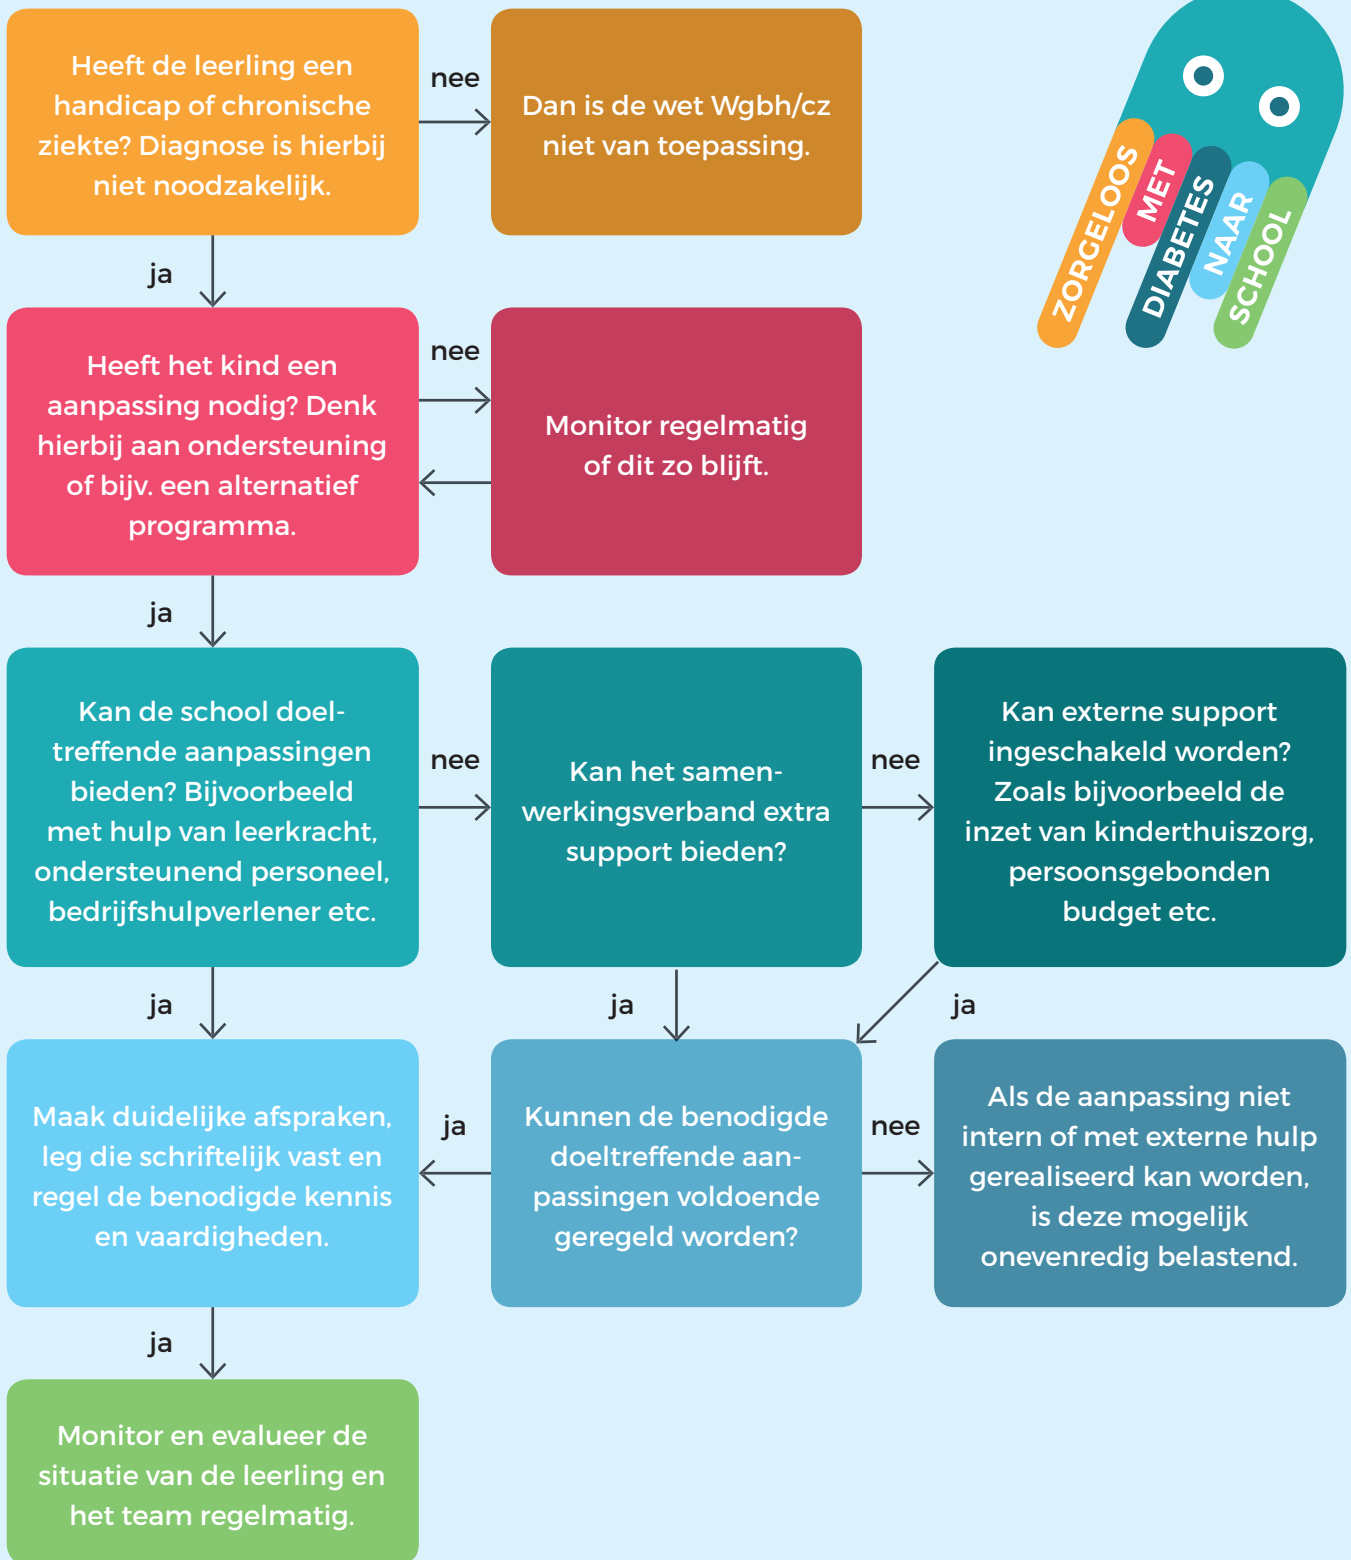 Heeft de leerling een
handicap of chronische
ziekte? Diagnose is hierbij
niet noodzakelijk.
nee
Dan is de wet Wgbh/cz
niet van toepassing.
ZORGELOOS
MET
DIABETES
NAAR
SCHOOL
ja
Heeft het kind een
aanpassing nodig? Denk
hierbij aan ondersteuning
of bijv. een alternatief
programma.
nee
Monitor regelmatig
of dit zo blijft.
ja
Kan de school doel-
treffende aanpassingen
bieden? Bijvoorbeeld
met hulp van leerkracht,
ondersteunend personeel,
bedrijfshulpverlener etc.
nee
Kan het samen-
werkingsverband extra
support bieden?
nee
Kan externe support
ingeschakeld worden?
Zoals bijvoorbeeld de
inzet van kinderthuiszorg,
persoonsgebonden
budget etc.
ja
ja
ja
Maak duidelijke afspraken,
leg die schriftelijk vast en
regel de benodigde kennis
en vaardigheden.
ja
Kunnen de benodigde
doeltreffende aan-
passingen voldoende
geregeld worden?
nee
Als de aanpassing niet
intern of met externe hulp
gerealiseerd kan worden,
is deze mogelijk
onevenredig belastend.
ja
Monitor en evalueer de
situatie van de leerling en
het team regelmatig.